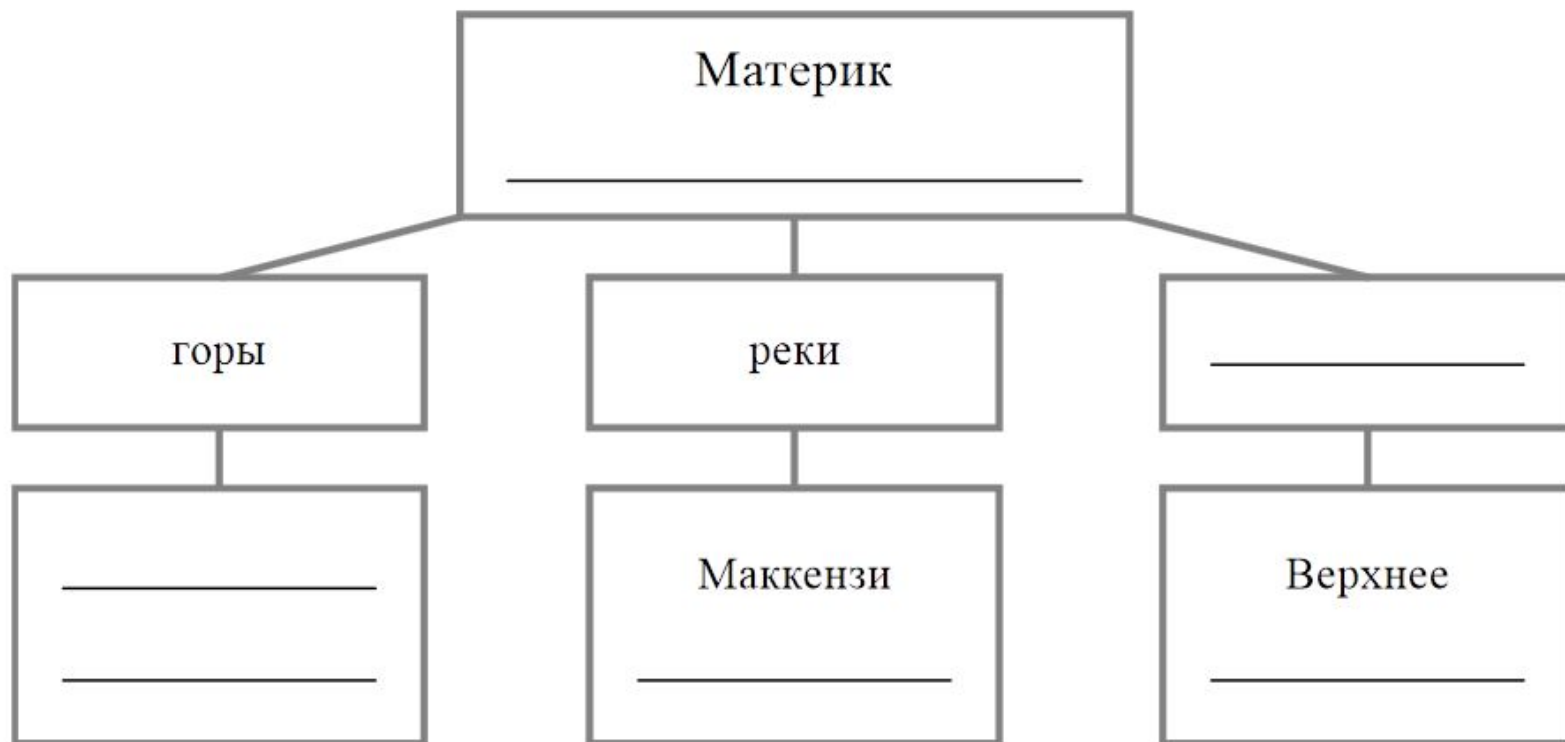 Материк
горы
реки
Маккензи
Верхнее